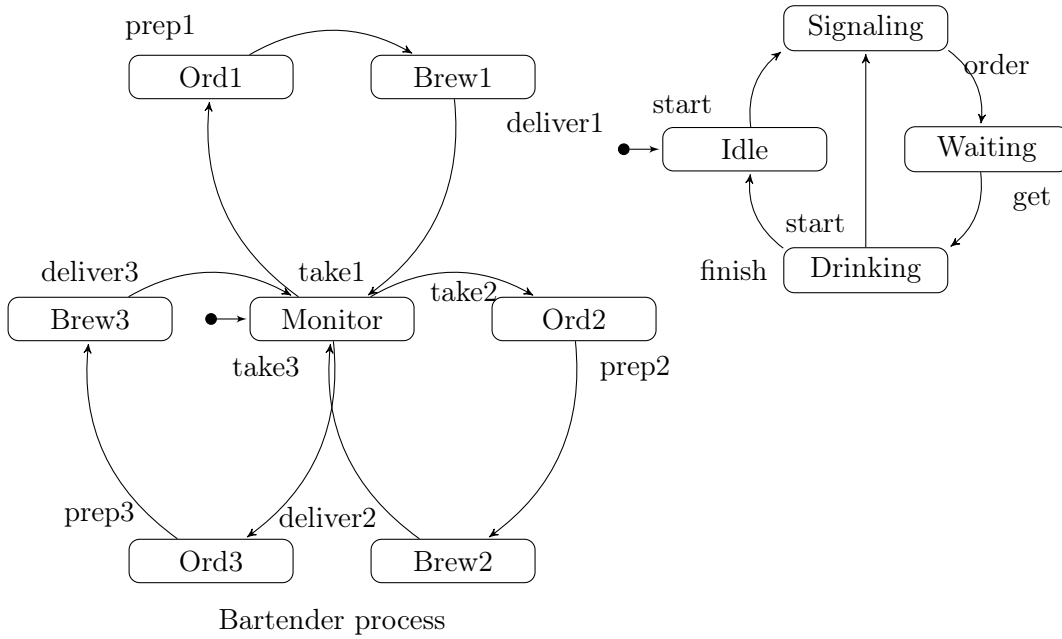 Signaling
prep1
order
Ord1
Brew1
start
deliver1
Idle
Waiting
get
start
deliver3
take1
finish
Drinking
take2
Brew3
Monitor
Ord2
take3
prep2
prep3
deliver2
Ord3
Brew2
Bartender process